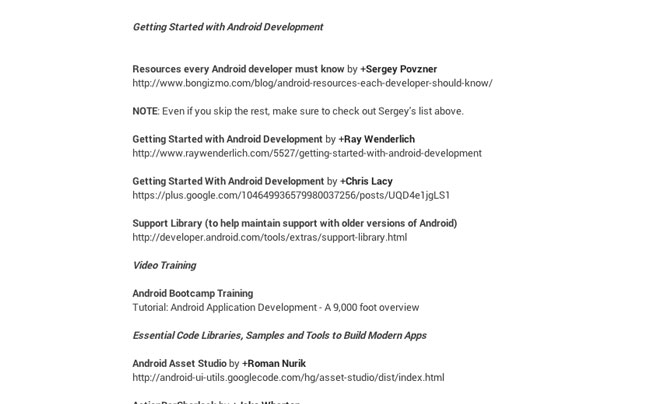 Getting Started with Android Development
Resources every Android developer must know by +Sergey Povzner
http://www.bongizmo.com/blog/android-resources-each-developer-should-know/
NOTE: Even if you skip the rest, make sure to check out Sergey's list above.
Getting Started with Android Development by +Ray Wenderlich
http://www.raywenderlich.com/5527/getting-started-with-android-development
Getting Started With Android Development by +Chris Lacy
https://plus.google.com/104649936579980037256/posts/UQD4e1jgLS1
Support Library (to help maintain support with older versions of Android)
http://developer.android.com/tools/extras/support-library.html
Video Training
Android Bootcamp Training
Tutorial: Android Application Development - A 9,000 foot overview
Essential Code Libraries, Samples and Tools to Build Modern Apps
Android Asset Studio by +Roman Nurik
http://android-ui-utils.googlecode.com/hg/asset-studio/dist/index.html
ActionBarSherlock by +Jake Wharton